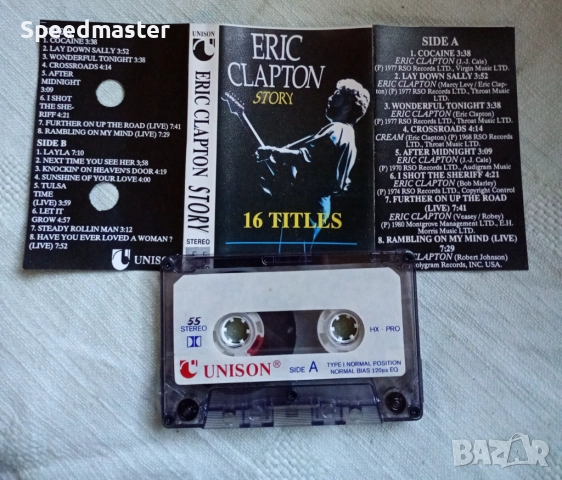 Speedmaster
1. COCAINE 3:38
2. LAY DOWN SALLY 3:52
3. WONDERFUL TONIGHT 3:38
4. CROSSROADS 4:14
5. AFTER
MIDNIGHT
3:09
6. I SHOT
THE SHE-
RIFF 4:21
7. FURTHER ON UP THE ROAD (LIVE) 7:41
8. RAMBLING ON MY MIND (LIVE) 7:29
SIDE B
1. LAYLA 7:10
2. NEXT TIME YOU SEE HER 3:58
3. KNOCKIN' ON HEAVEN'S DOOR 4:19
4. SUNSHINE OF YOUR LOVE 4:00
5. TULSA
TIME
(LIVE) 3:59
6. LET IT
GROW 4:57
7. STEADY ROLLIN MAN 3:12
8. HAVE YOU EVER LOVED A WOMAN ?
(LIVE) 7:52
UNISON
UNISON
ERIC CLAPTON STORY
STEREO
ERIC
CLAPTON
STORY
16 TITLES
SIDE A
1. COCAINE 3:38
ERIC CLAPTON (J.-J. Cale)
(P) 1977 RSO Records LTD., Virgin Music LTD.
2. LAY DOWN SALLY 3:52
ERIC CLAPTON (Marcy Levy / Eric Clap-
ton) (P) 1977 RSO Records LTD., Throat Music
LTD.
3. WONDERFUL TONIGHT 3:38
ERIC CLAPTON (Eric Clapton)
(P) 1977 RSO Records LTD., Throat Music LTD.
4. CROSSROADS 4:14
CREAM (Eric Clapton) (P) 1968 RSO Records
LTD., Throat Music LTD.
5. AFTER MIDNIGHT 3:09
ERIC CLAPTON (J.-J. Cale)
(P) 1970 RSO Records LTD., Audigram Music
6. I SHOT THE SHERIFF 4:21
ERIC CLAPTON (Bob Marley)
(P) 1974 RSO Records LTD., Copyright Control
7. FURTHER ON UP THE ROAD
(LIVE) 7:41
ERIC CLAPTON (Veasey / Robey)
(P) 1980 Montgrove Management LTD., E.H.
Morris Music LTD.
8. RAMBLING ON MY MIND (LIVE)
7:29
CLAPTON (Robert Johnson)
Polygram Records, INC. USA.
55
STEREO
HX · PRO
UNISON®
SIDE A
TYPE I NORMAL POSITION
NORMAL BIAS 120µs EQ
BAZAR